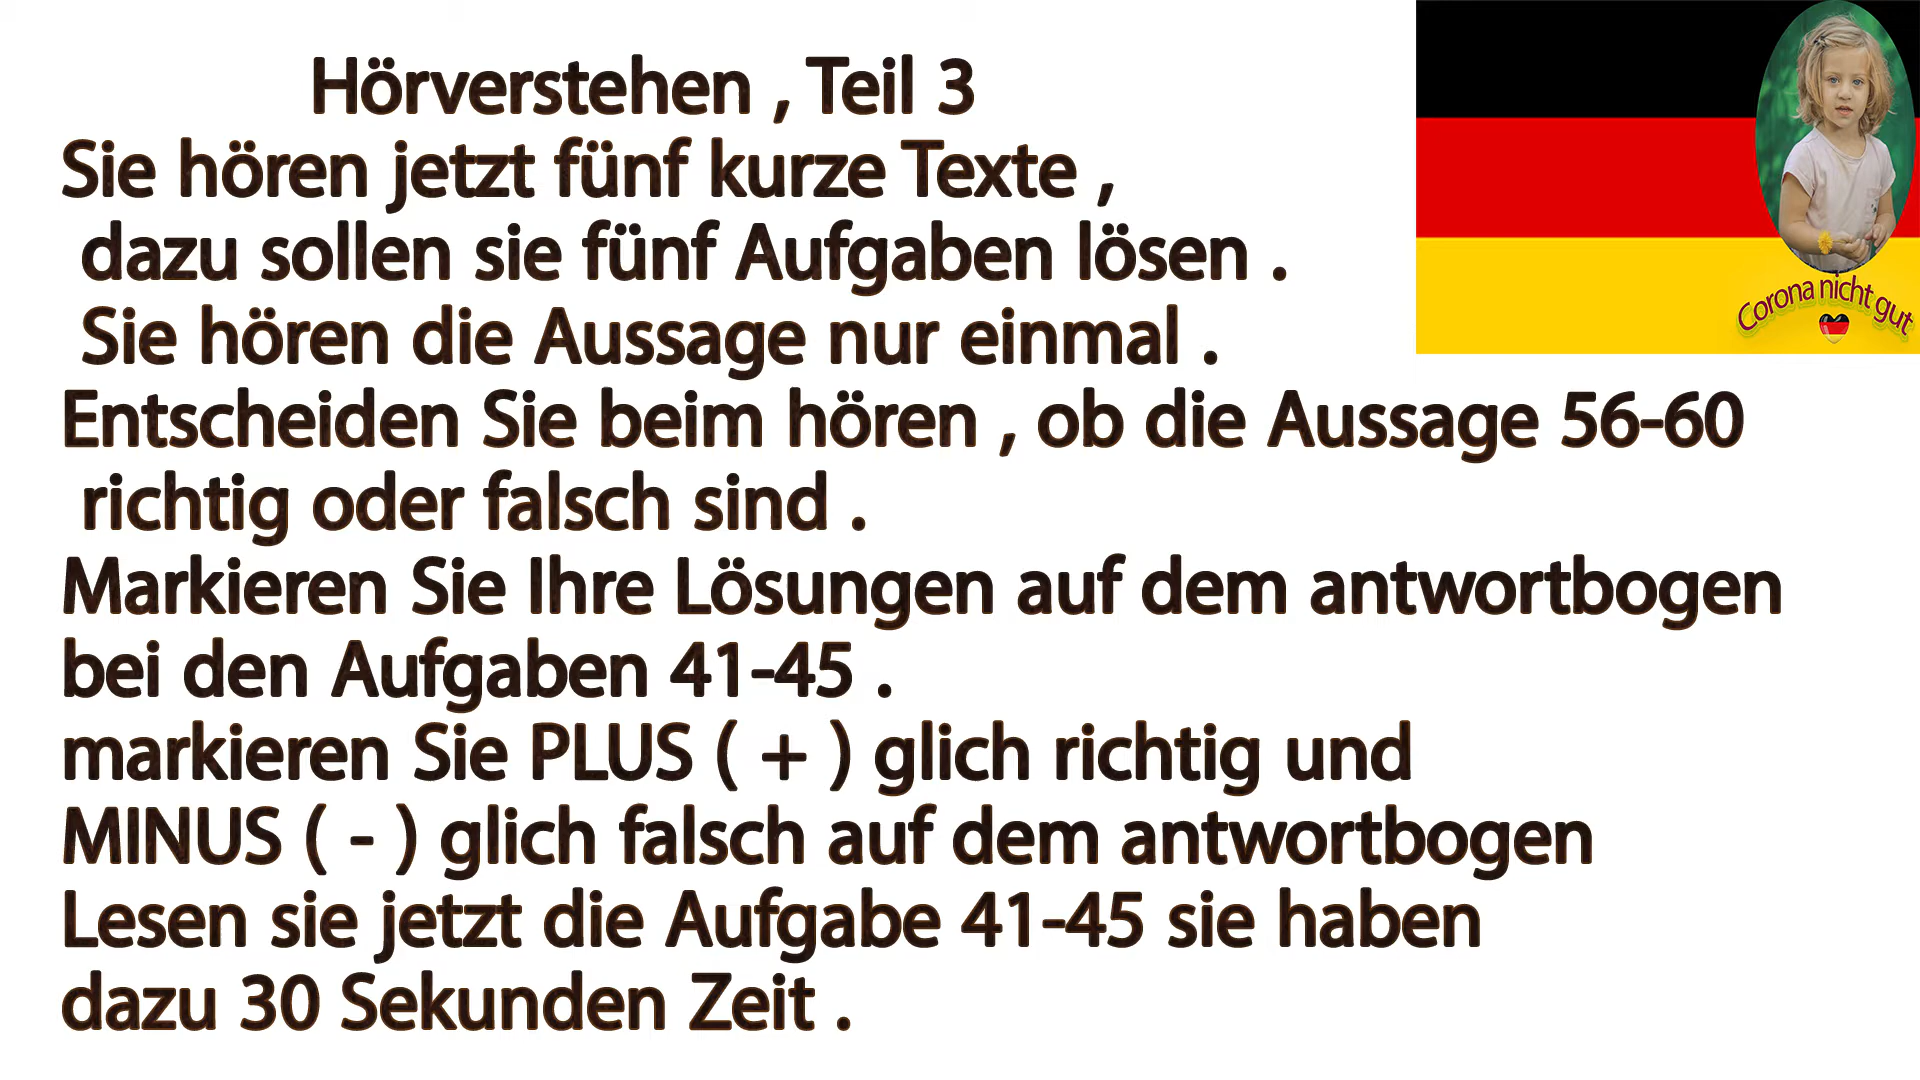 Hörverstehen , Teil 3
Sie hören jetzt fünf kurze Texte ,
dazu sollen sie fünf Aufgaben lösen .
Sie hören die Aussage nur einmal .
Entscheiden Sie beim hören , ob die Aussage 56-60
richtig oder falsch sind .
Markieren Sie Ihre Lösungen auf dem antwortbogen
bei den Aufgaben 41-45 .
markieren Sie PLUS ( + ) glich richtig und
MINUS ( - ) glich falsch auf dem antwortbogen
Lesen sie jetzt die Aufgabe 41-45 sie haben
dazu 30 Sekunden Zeit .
Corona nicht gut